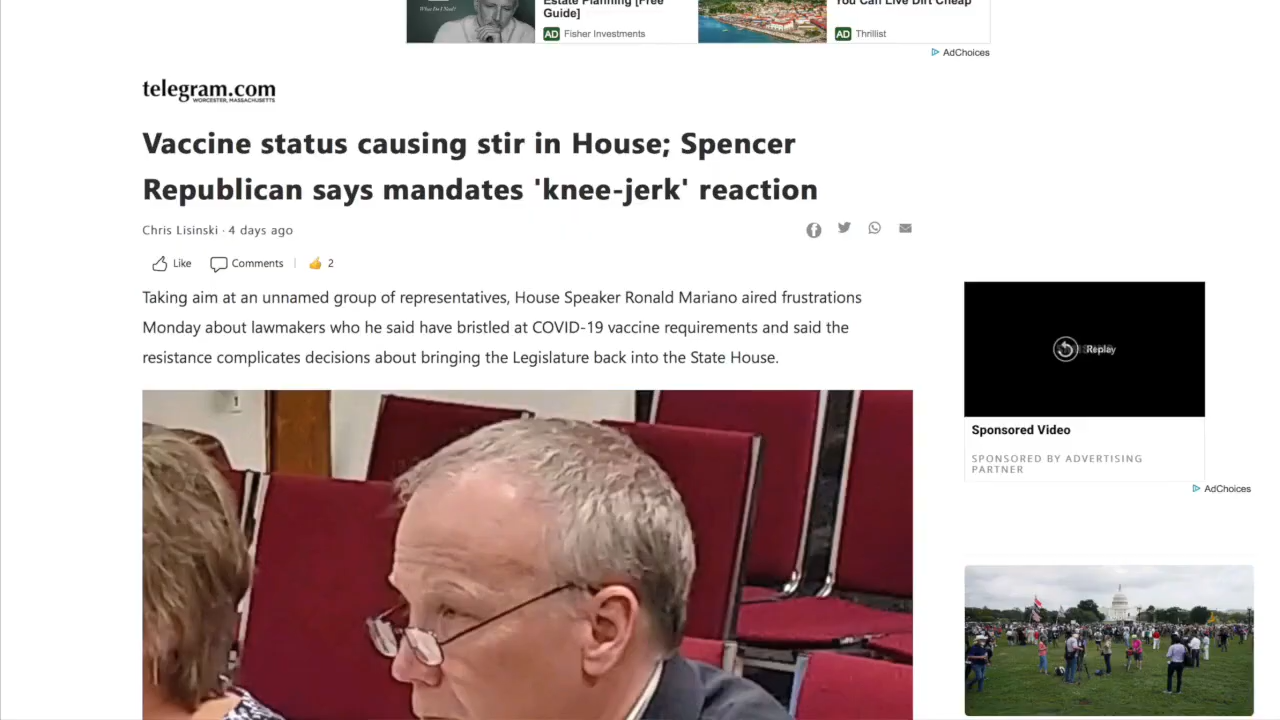 What Do I Need?
Estate Planning [Free
Guide]
AD Fisher Investments
You Can Live Dirt Cheap
AD Thrillist
AdChoices
telegram.com
WORCESTER, MASSACHUSETTS
Vaccine status causing stir in House; Spencer
Republican says mandates 'knee-jerk' reaction
Chris Lisinski · 4 days ago
Like Comments | 2
Taking aim at an unnamed group of representatives, House Speaker Ronald Mariano aired frustrations
Monday about lawmakers who he said have bristled at COVID-19 vaccine requirements and said the
resistance complicates decisions about bringing the Legislature back into the State House.
Replay
Sponsored Video
SPONSORED BY ADVERTISING
PARTNER
AdChoices